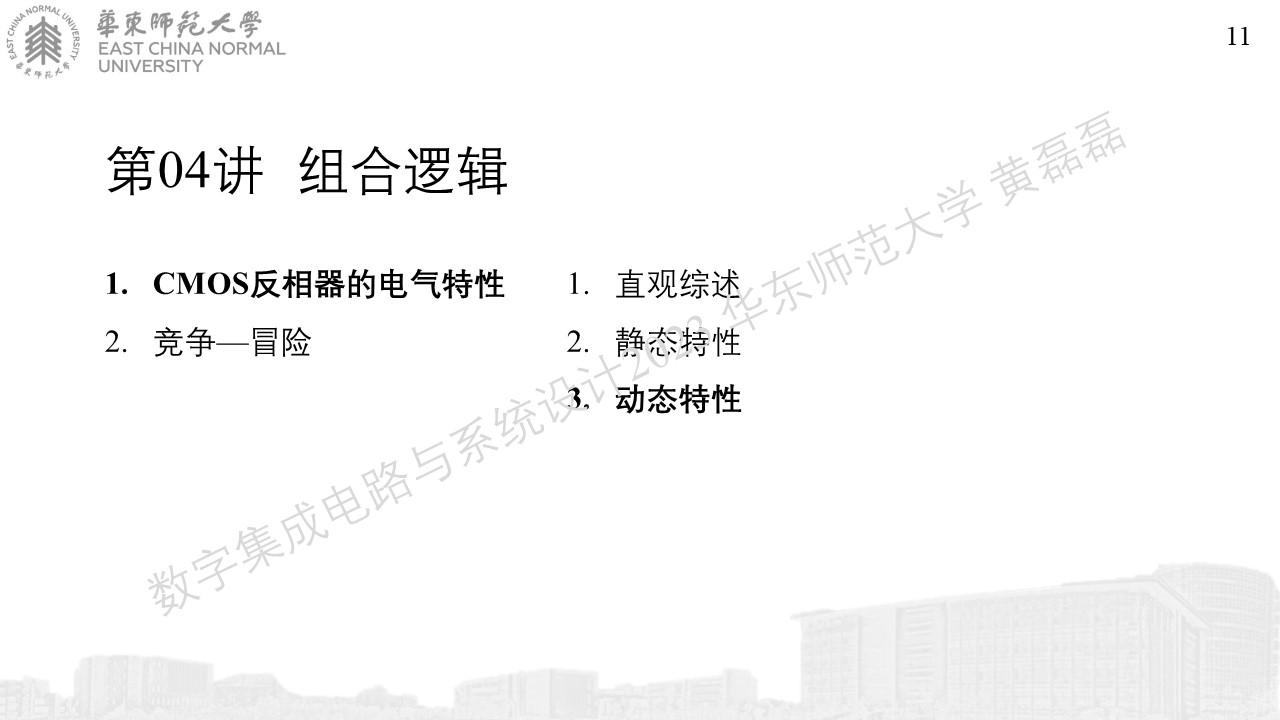 華東師範大學
EAST CHINA NORMAL
UNIVERSITY
EAST CHINA NORMAL UNIVERSITY
華東师范大学
11
第04讲 组合逻辑
1. CMOS反相器的电气特性
2. 竞争—冒险
1. 直观综述
2. 静态特性
3. 动态特性
数字集成电路与系统设计2023 华东师范大学 黄磊磊